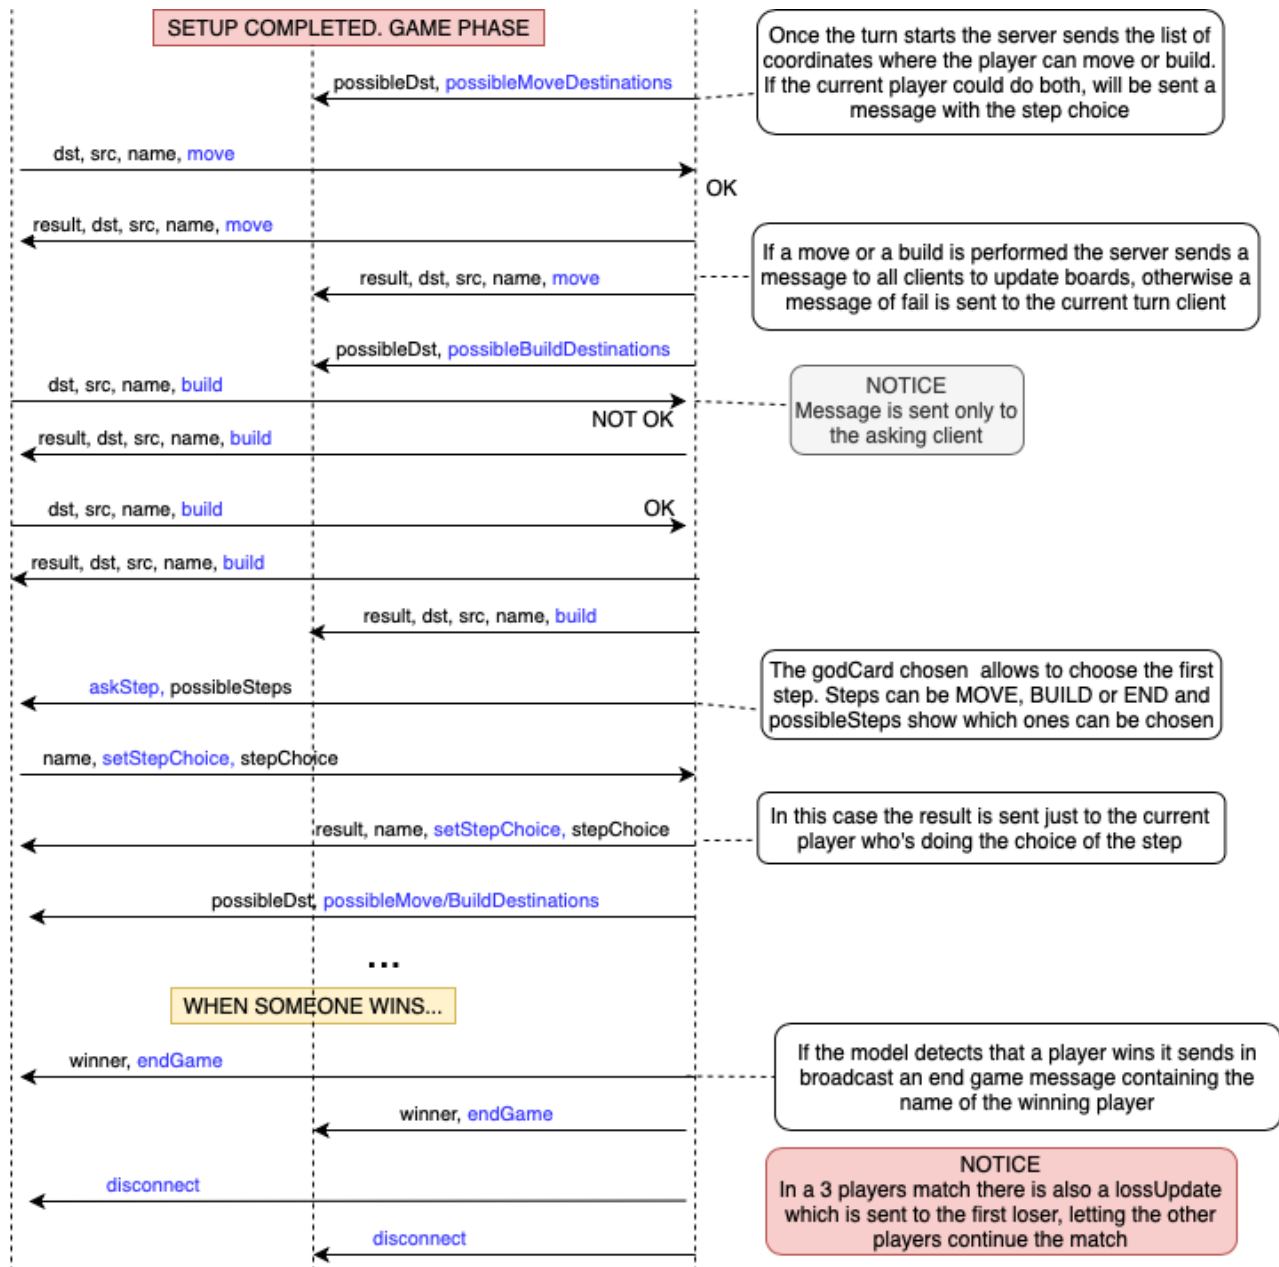 SETUP COMPLETED. GAME PHASE
Once the turn starts the server sends the list of
coordinates where the player can move or build.
If the current player could do both, will be sent a
message with the step choice
possibleDst, possibleMoveDestinations
dst, src, name, move
OK
result, dst, src, name, move
If a move or a build is performed the server sends a
message to all clients to update boards, otherwise a
message of fail is sent to the current turn client
result, dst, src, name, move
possibleDst, possibleBuildDestinations
dst, src, name, build
NOT OK
NOTICE
Message is sent only to
the asking client
result, dst, src, name, build
dst, src, name, build
OK
result, dst, src, name, build
result, dst, src, name, build
The godCard chosen allows to choose the first
step. Steps can be MOVE, BUILD or END and
possibleSteps show which ones can be chosen
askStep, possibleSteps
name, setStepChoice, stepChoice
In this case the result is sent just to the current
player who's doing the choice of the step
result, name, setStepChoice, stepChoice
possibleDst, possibleMove/BuildDestinations
...
WHEN SOMEONE WINS...
winner, endGame
If the model detects that a player wins it sends in
broadcast an end game message containing the
name of the winning player
winner, endGame
disconnect
NOTICE
In a 3 players match there is also a lossUpdate
which is sent to the first loser, letting the other
players continue the match
disconnect